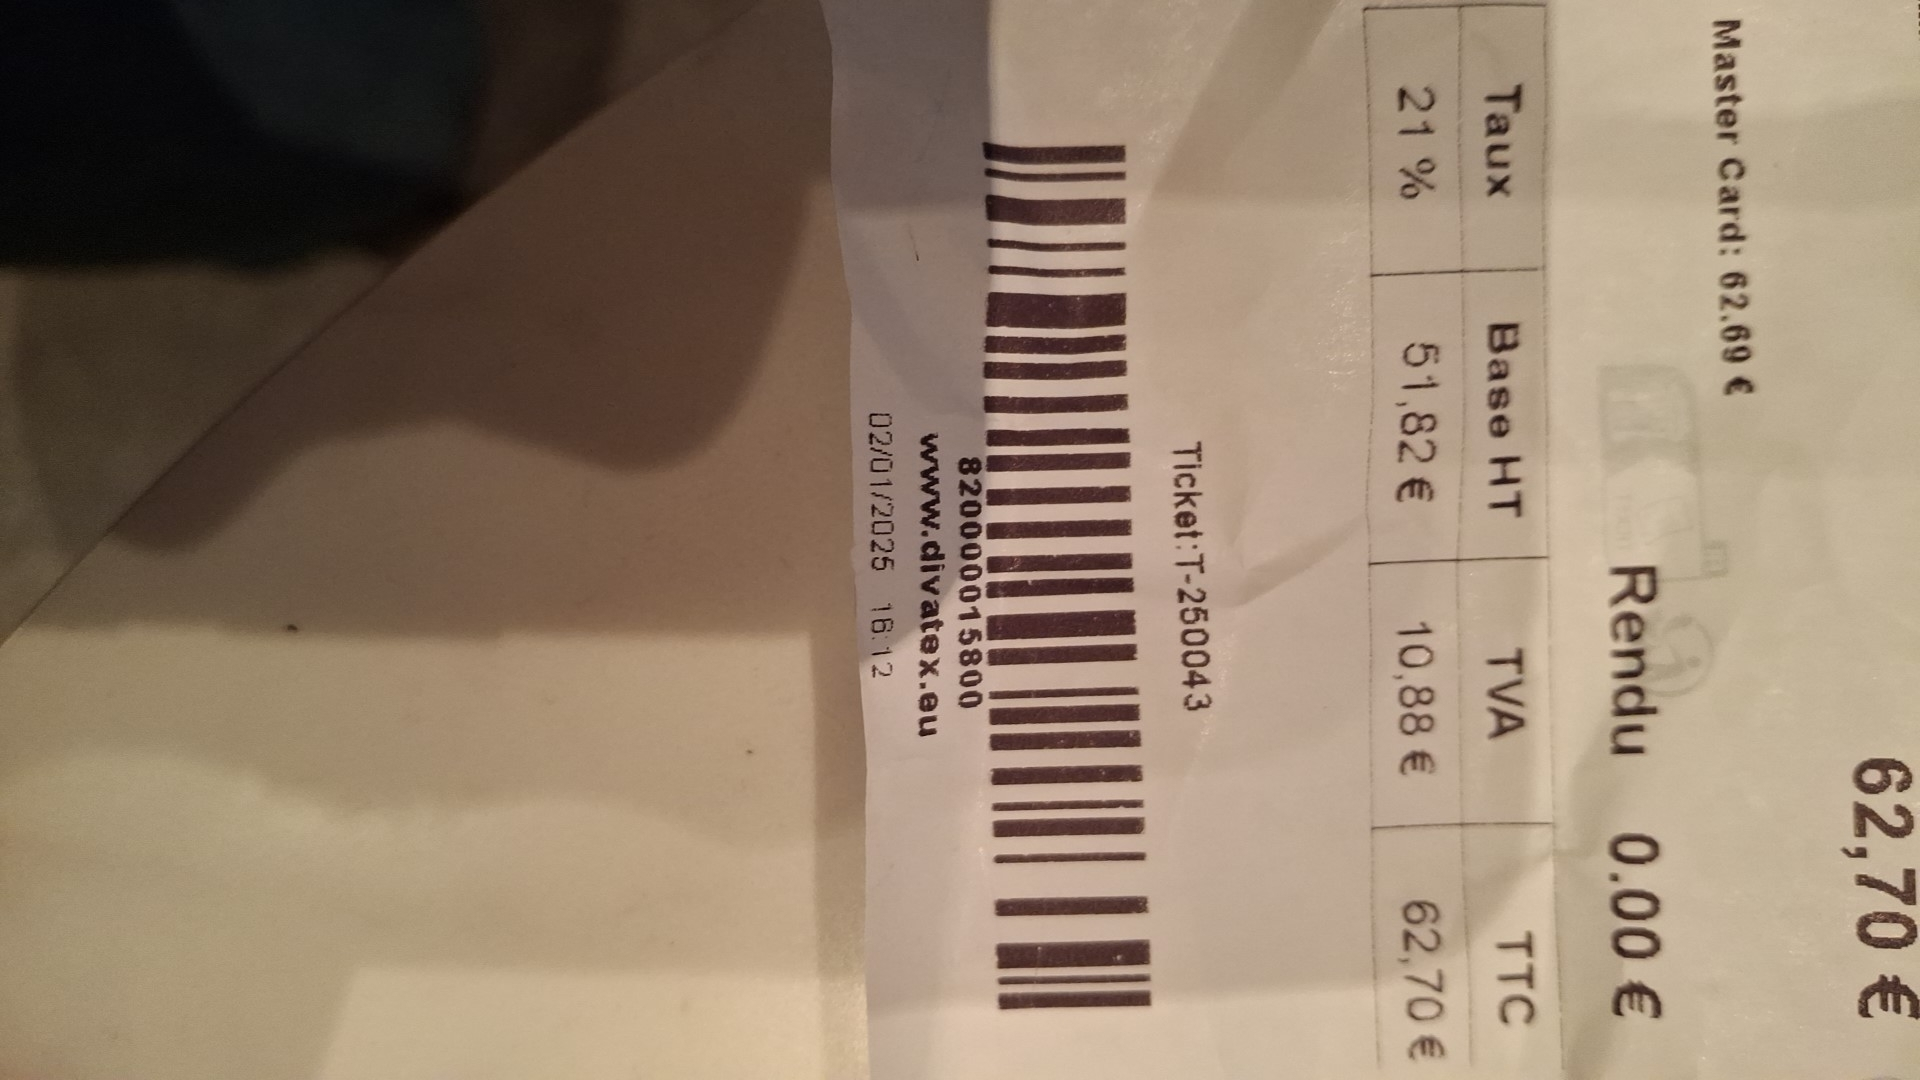 62,70 €
Master Card: 62.69 €
Rendu 0.00 €
Taux Base HT TVA TTC
21 % 51,82 € 10,88 € 62,70 €
Ticket:T-250043
8200000015800
www.divatex.eu
02/01/2025 16:12